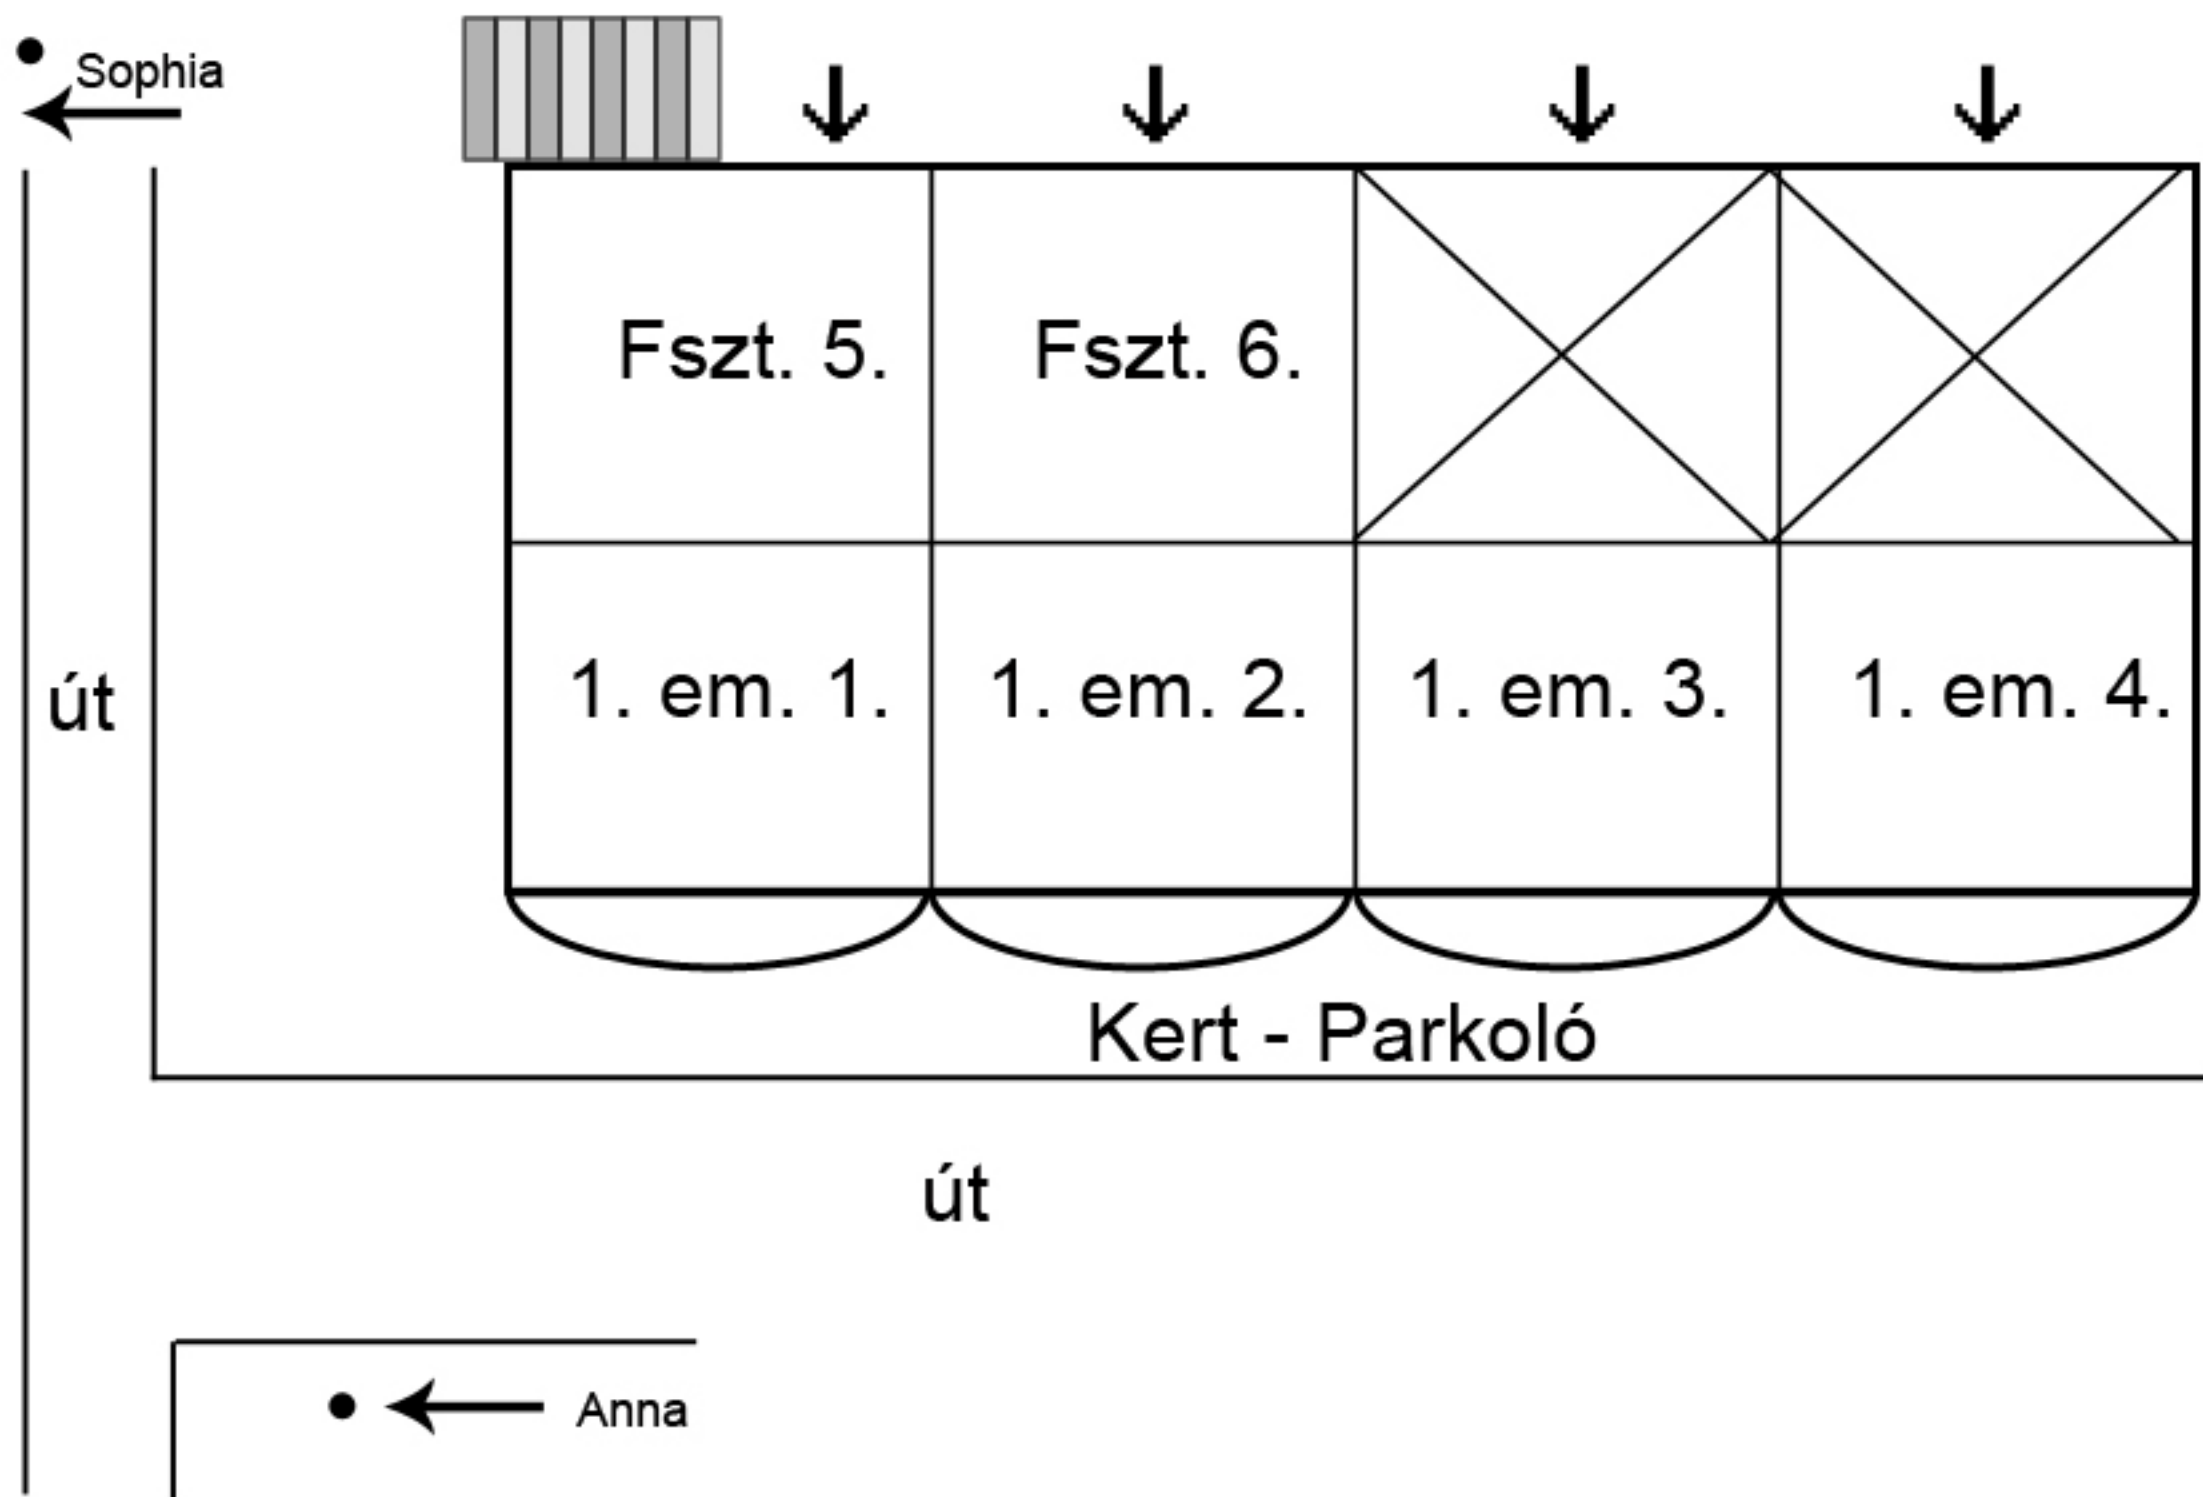 Sophia
Fszt. 5.
Fszt. 6.
út
1. em. 1.
1. em. 2.
1. em. 3.
1. em. 4.
Kert - Parkoló
út
Anna